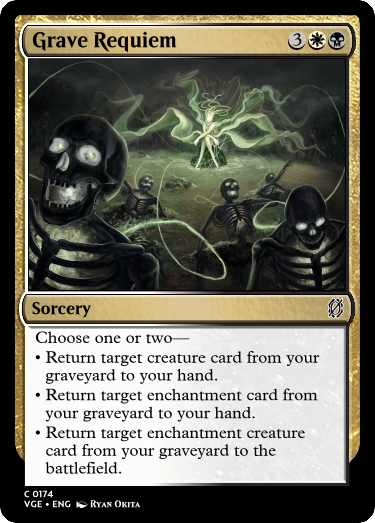 Grave Requiem 3
Sorcery
Choose one or two—
• Return target creature card from your
graveyard to your hand.
• Return target enchantment card from
your graveyard to your hand.
• Return target enchantment creature
card from your graveyard to the
battlefield.
C 0174
VGE • ENG Ryan Okita